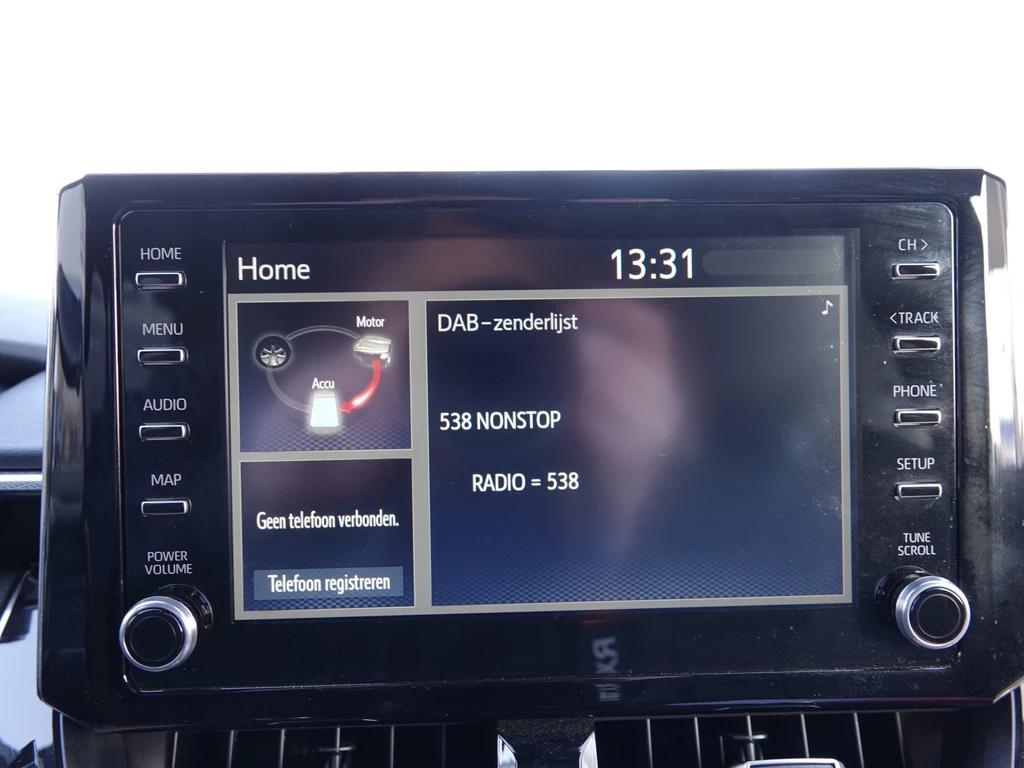 HOME
MENU
AUDIO
MAP
POWER
VOLUME
Home
13:31
Motor
Accu
Geen telefoon verbonden.
Telefoon registreren
DAB-zenderlijst
538 NONSTOP
RADIO = 538
CH >
<TRACK
PHONE
SETUP
TUNE
SCROLL